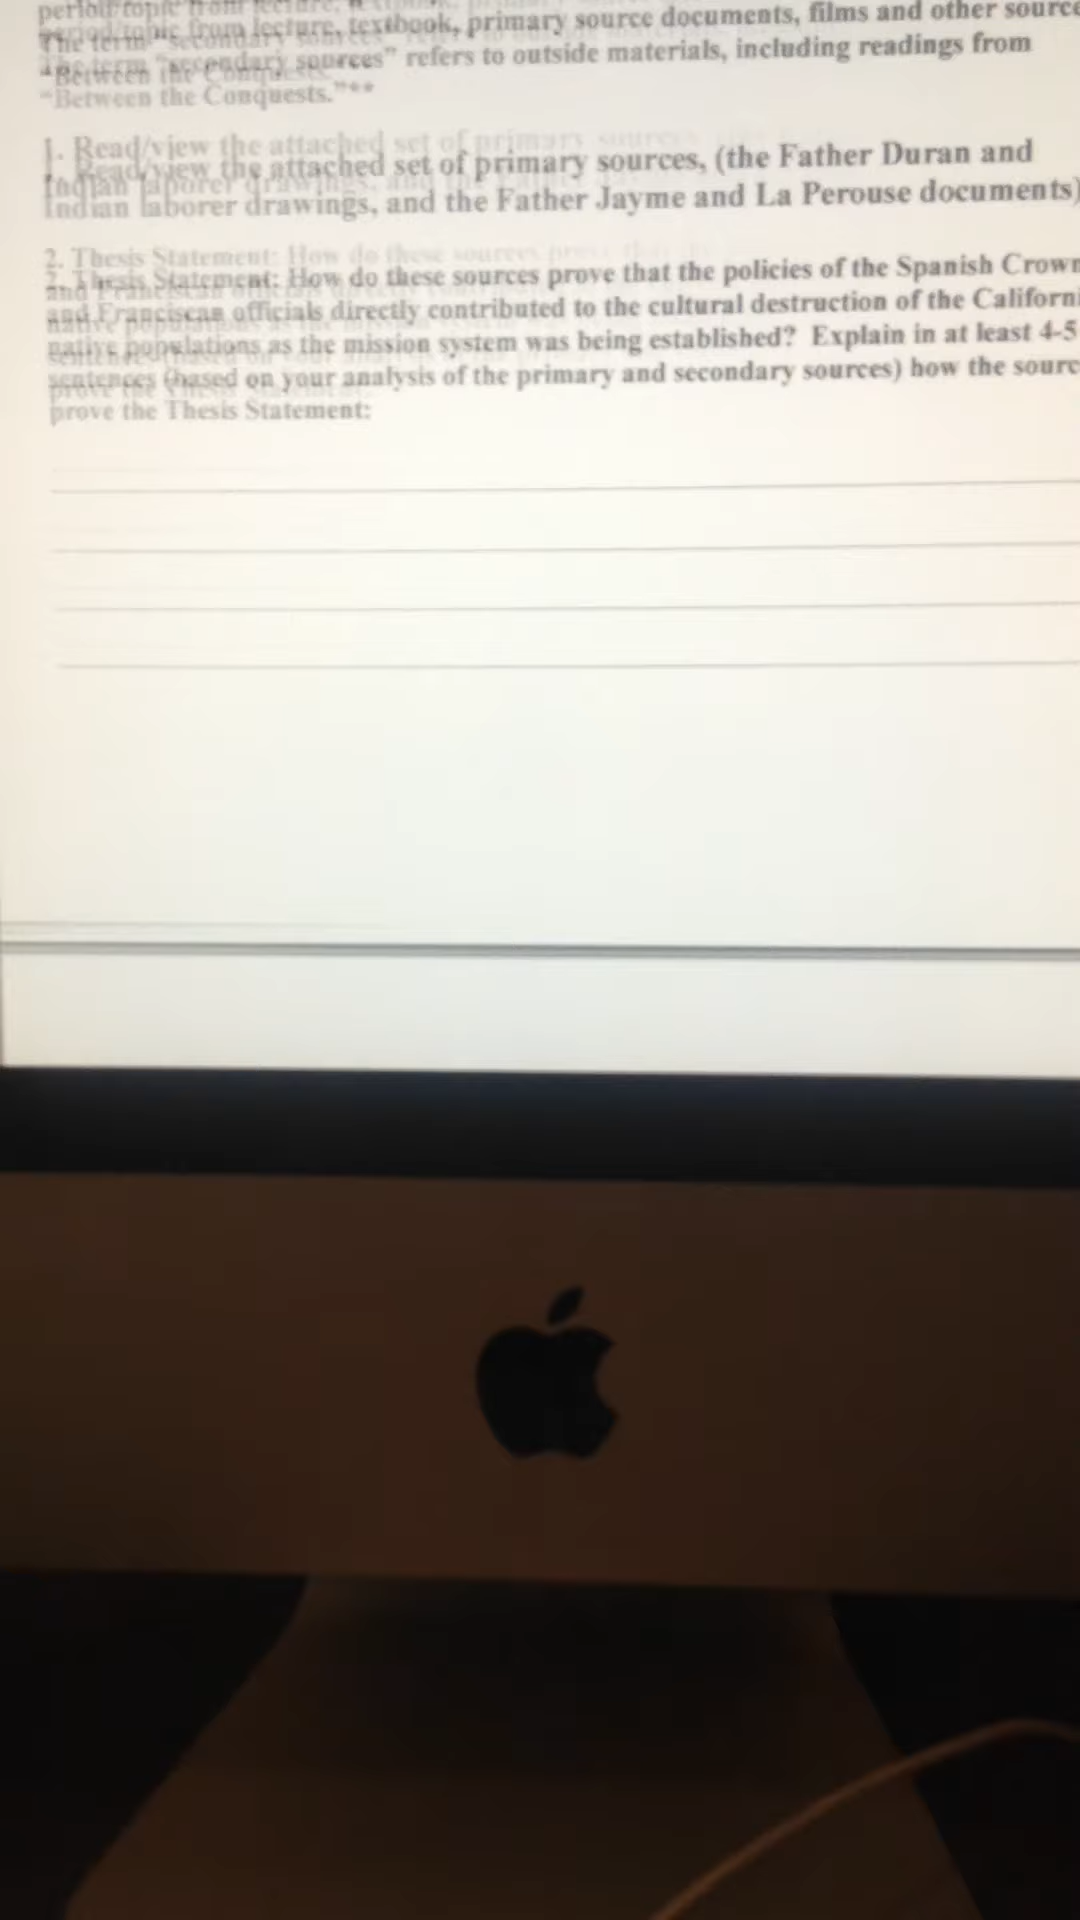 period/topic from lecture, textbook, primary source documents, films and other source
The term "secondary sources" refers to outside materials, including readings from
"Between the Conquests."**
1. Read/view the attached set of primary sources, (the Father Duran and
Indian laborer drawings, and the Father Jayme and La Perouse documents)
2. Thesis Statement: How do these sources prove that the policies of the Spanish Crown
and Franciscan officials directly contributed to the cultural destruction of the Californi
native populations as the mission system was being established? Explain in at least 4-5
sentences (based on your analysis of the primary and secondary sources) how the sourc
prove the Thesis Statement: